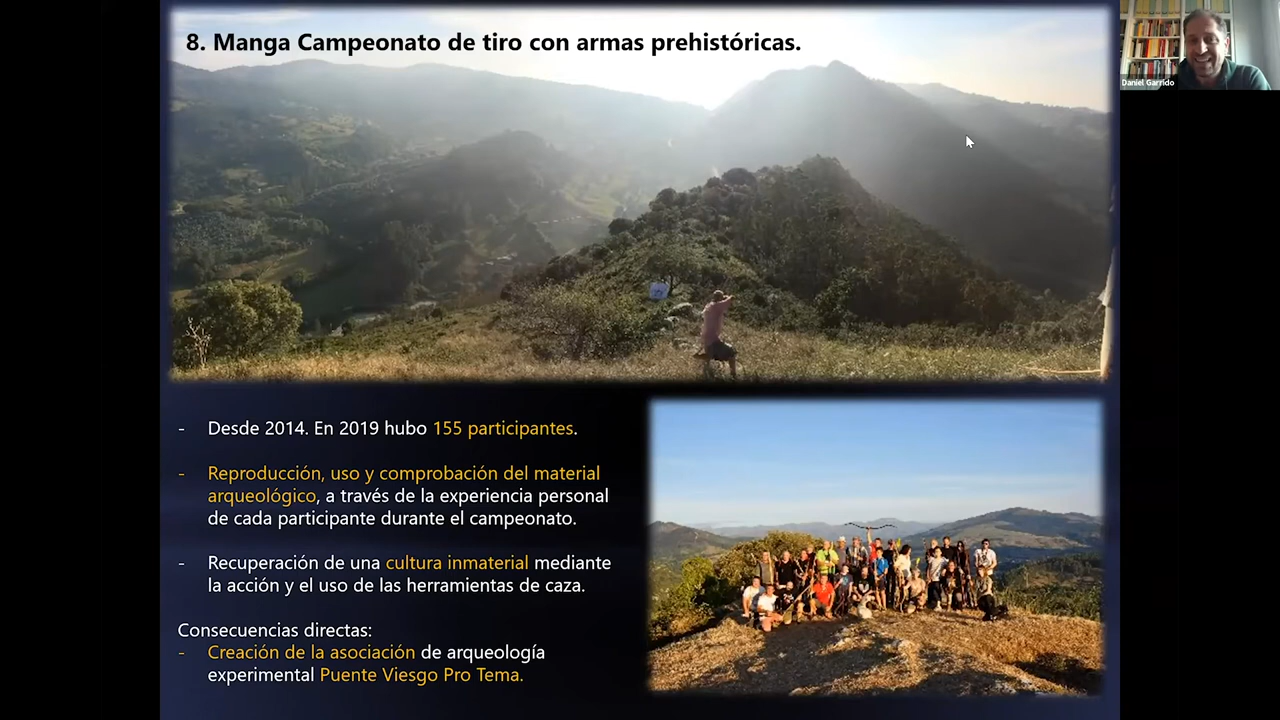 8. Manga Campeonato de tiro con armas prehistóricas.
Daniel Garrido
- Desde 2014. En 2019 hubo 155 participantes.
- Reproducción, uso y comprobación del material
arqueológico, a través de la experiencia personal
de cada participante durante el campeonato.
- Recuperación de una cultura inmaterial mediante
la acción y el uso de las herramientas de caza.
Consecuencias directas:
- Creación de la asociación de arqueología
experimental Puente Viesgo Pro Tema.